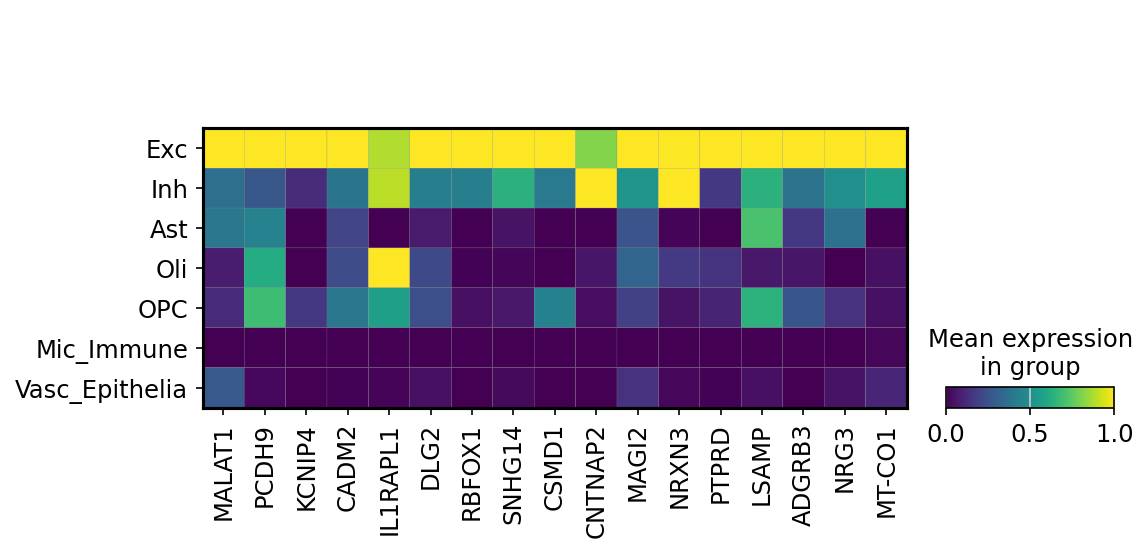 Exc
Inh
Ast
Oli
OPC
Mic_Immune
Vasc_Epithelia
MALAT1
PCDH9
KCNIP4
CADM2
IL1RAPL1
DLG2
RBFOX1
SNHG14
CSMD1
CNTNAP2
MAGI2
NRXN3
PTPRD
LSAMP
ADGRB3
NRG3
MT-CO1
Mean expression
in group
0.0 0.5 1.0